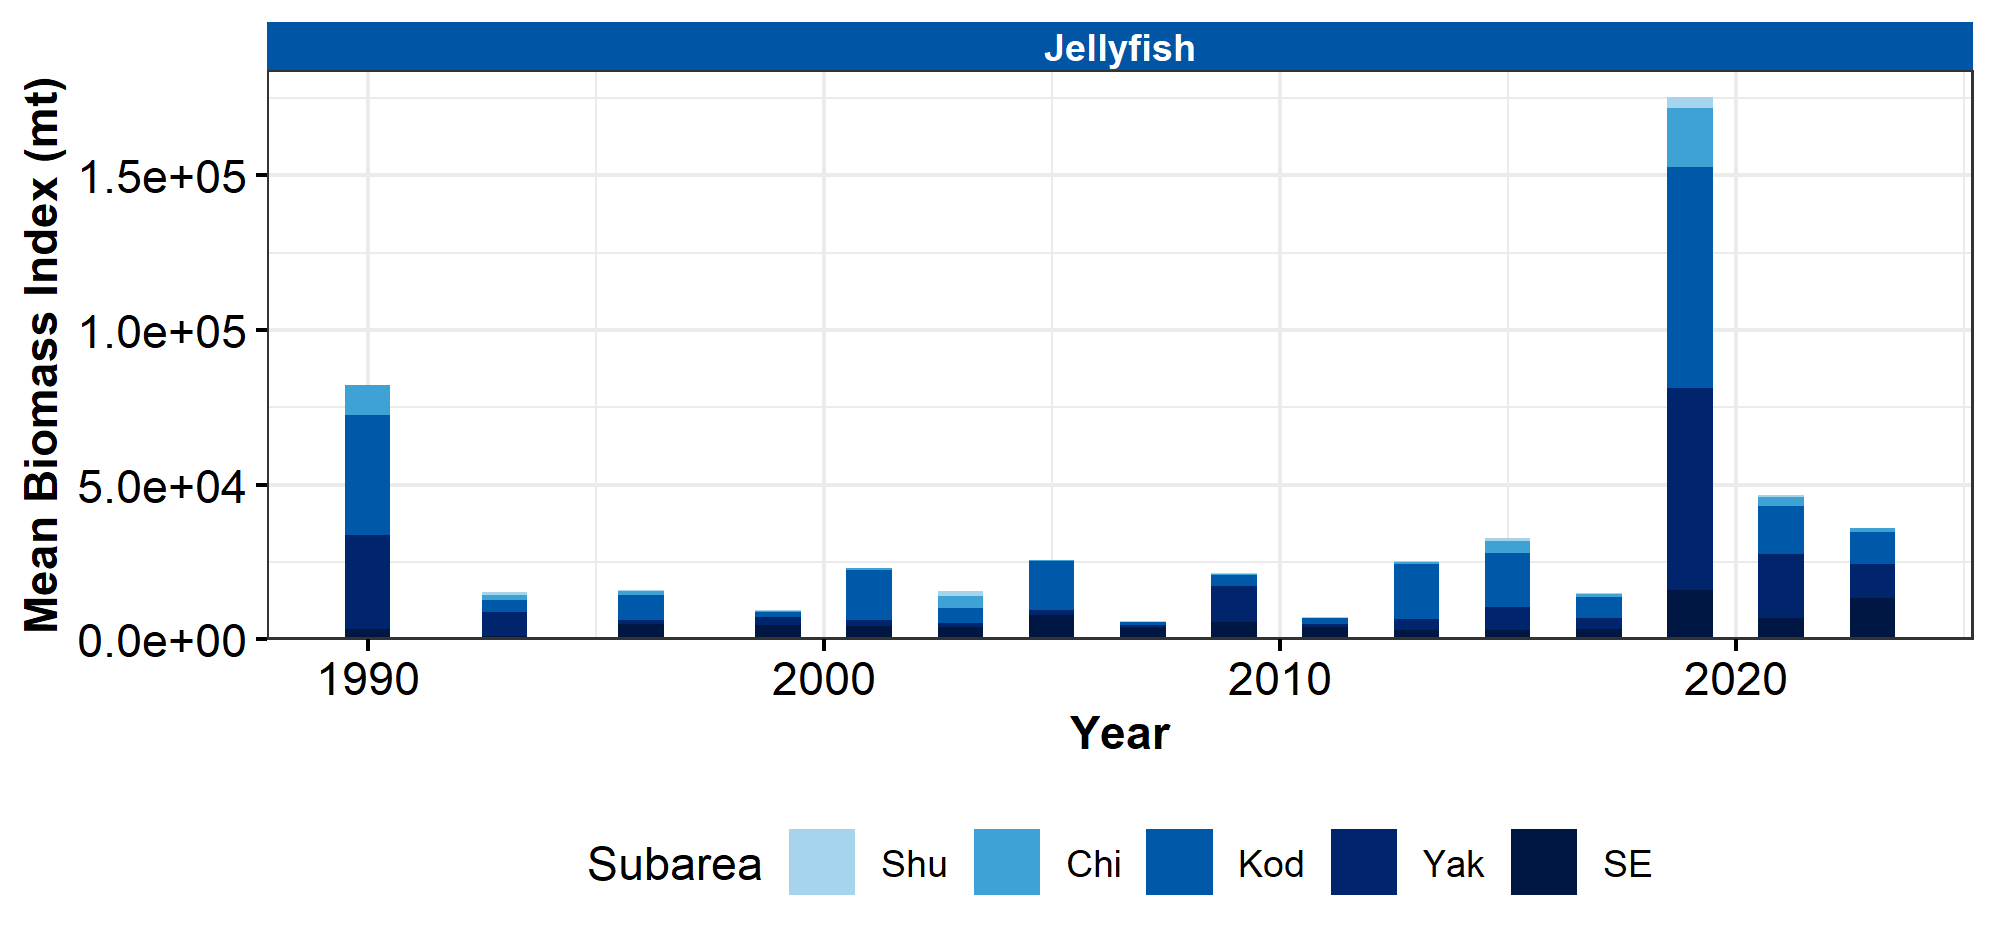 Jellyfish
Mean Biomass Index (mt)
1.5e+05
1.0e+05
5.0e+04
0.0e+00
1990 2000 2010 2020
Year
Subarea Shu Chi Kod Yak SE